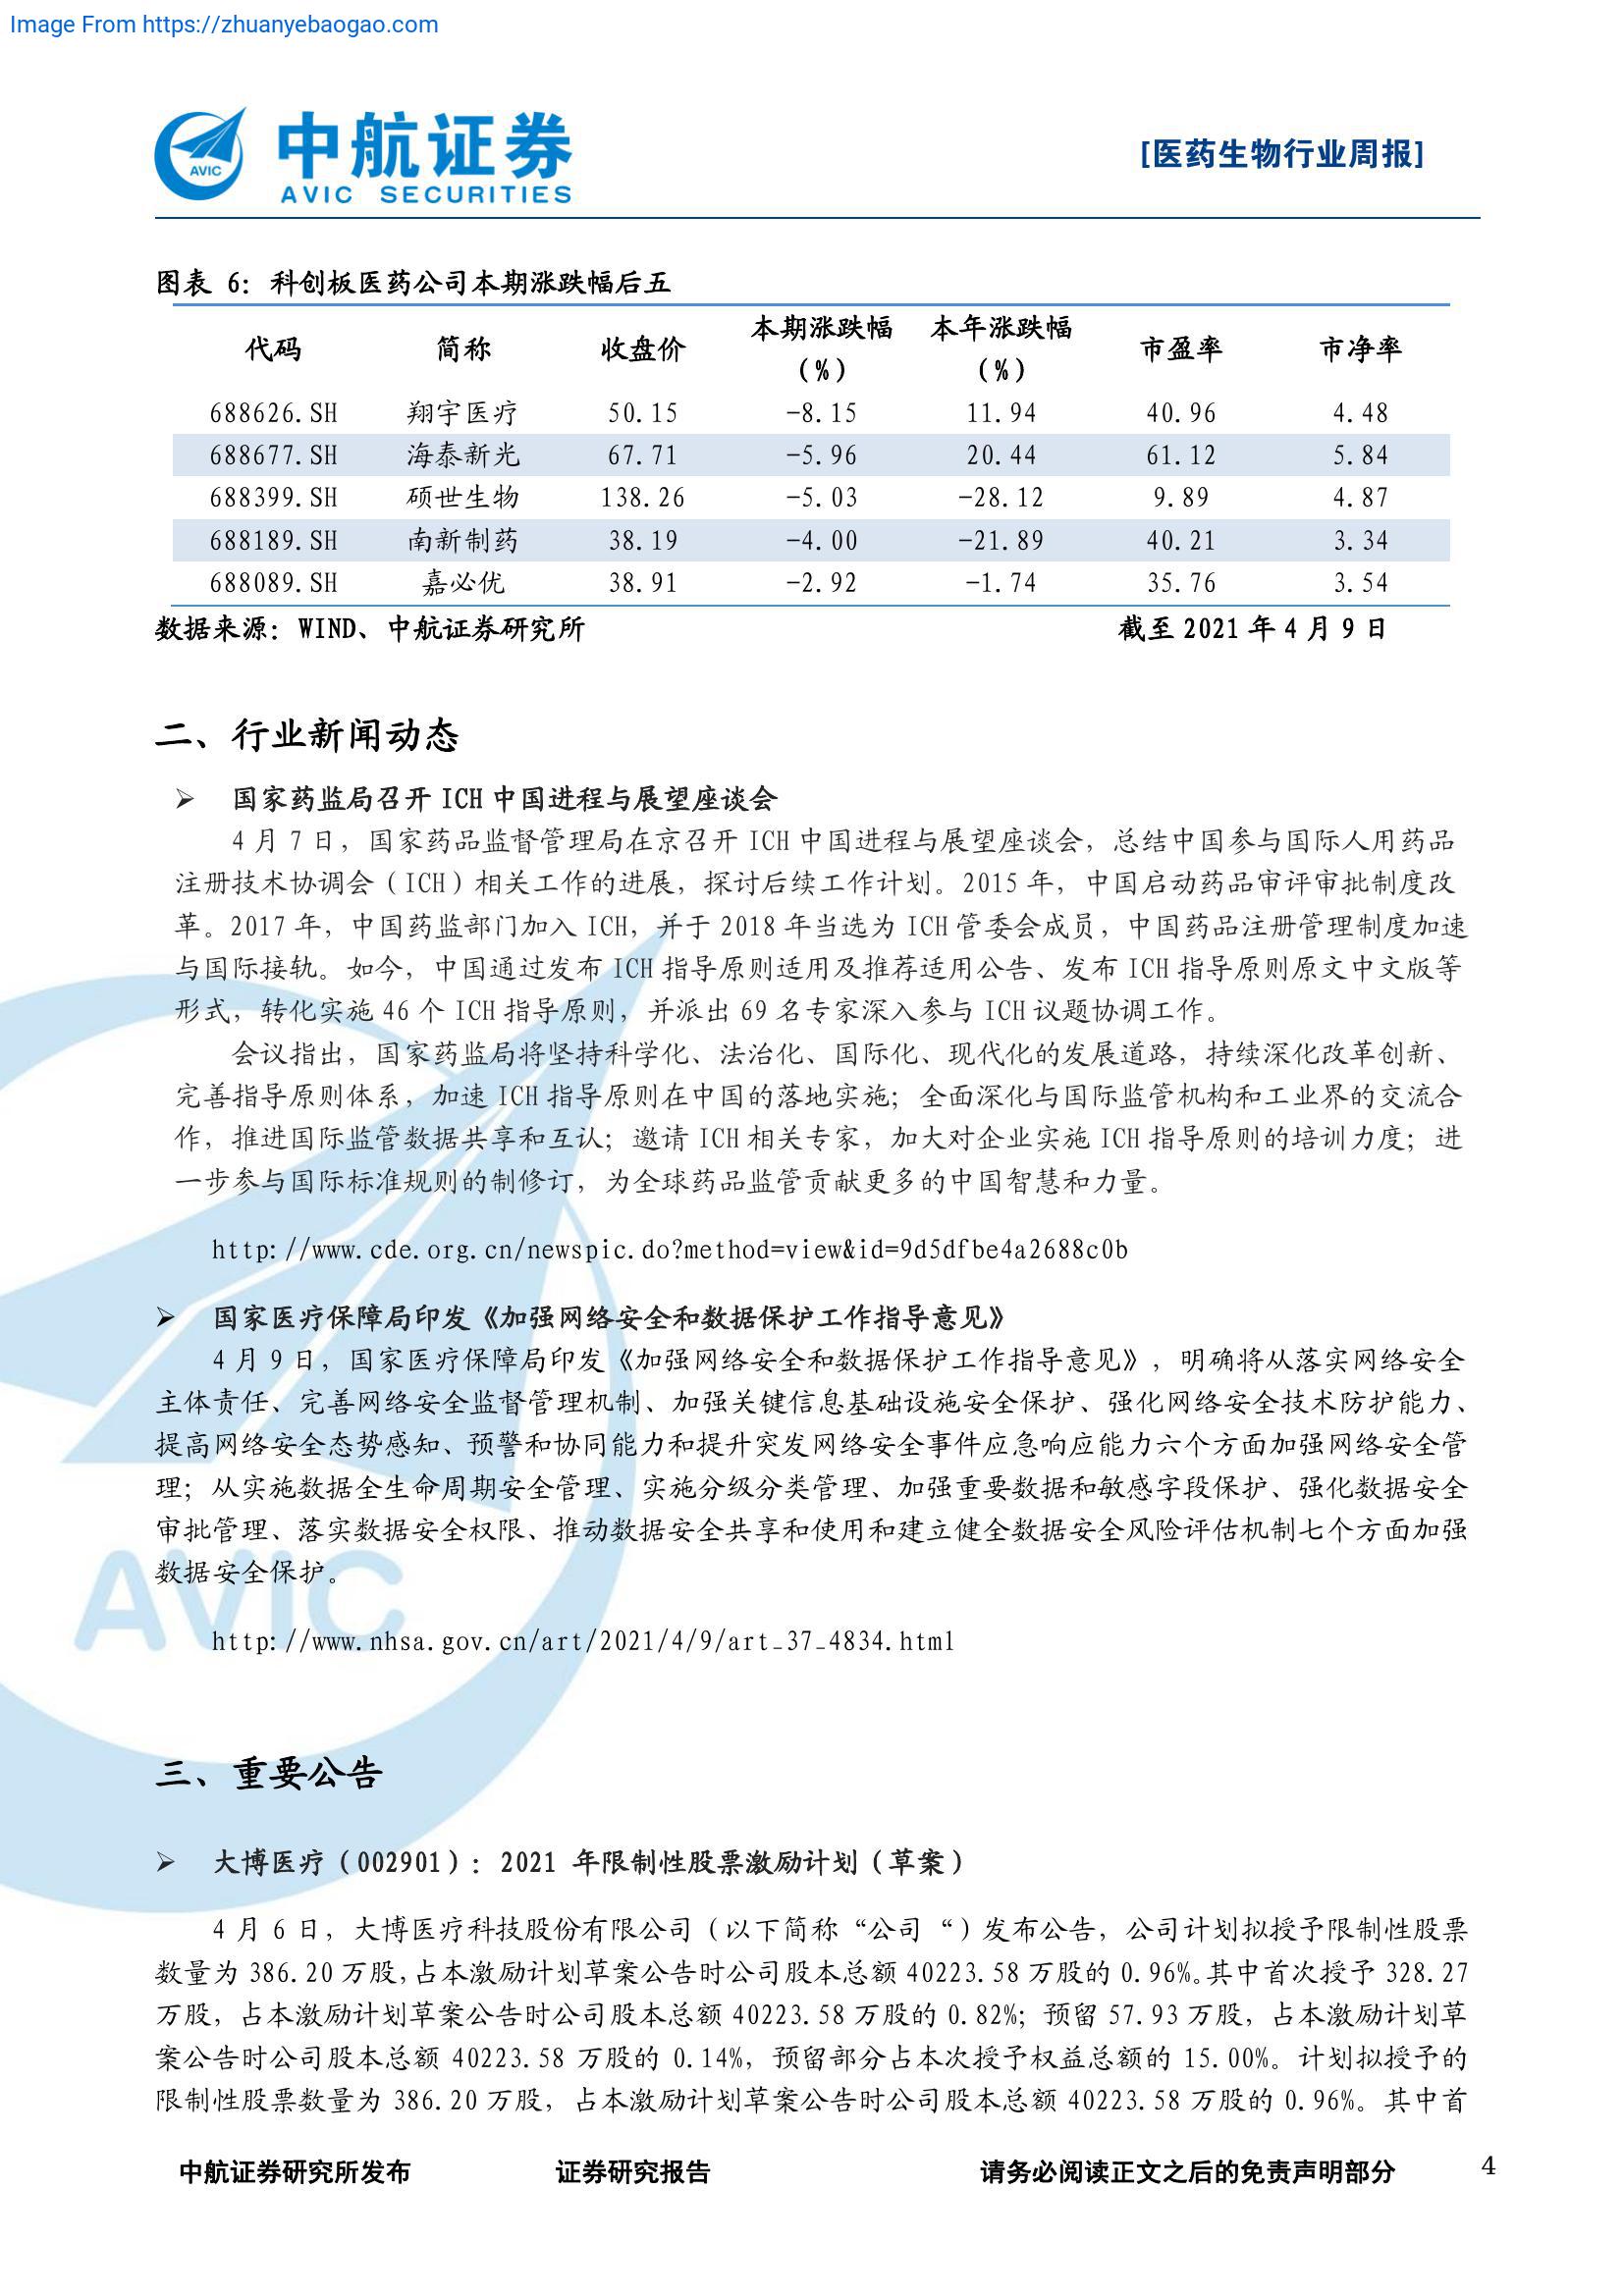 Image From https://zhuanyebaogao.com
中航证券
AVIC SECURITIES
AVIC
[医药生物行业周报]
图表 6：科创板医药公司本期涨跌幅后五
代码 简称 收盘价 本期涨跌幅（%） 本年涨跌幅（%） 市盈率 市净率
688626.SH 翔宇医疗 50.15 -8.15 11.94 40.96 4.48
688677.SH 海泰新光 67.71 -5.96 20.44 61.12 5.84
688399.SH 硕世生物 138.26 -5.03 -28.12 9.89 4.87
688189.SH 南新制药 38.19 -4.00 -21.89 40.21 3.34
688089.SH 嘉必优 38.91 -2.92 -1.74 35.76 3.54
数据来源：WIND、中航证券研究所 截至 2021 年 4 月 9 日
二、行业新闻动态
➢ 国家药监局召开 ICH 中国进程与展望座谈会
4 月 7 日，国家药品监督管理局在京召开 ICH 中国进程与展望座谈会，总结中国参与国际人用药品
注册技术协调会（ICH）相关工作的进展，探讨后续工作计划。2015 年，中国启动药品审评审批制度改
革。2017 年，中国药监部门加入 ICH，并于 2018 年当选为 ICH 管委会成员，中国药品注册管理制度加速
与国际接轨。如今，中国通过发布 ICH 指导原则适用及推荐适用公告、发布 ICH 指导原则原文中文版等
形式，转化实施 46 个 ICH 指导原则，并派出 69 名专家深入参与 ICH 议题协调工作。
会议指出，国家药监局将坚持科学化、法治化、国际化、现代化的发展道路，持续深化改革创新、
完善指导原则体系，加速 ICH 指导原则在中国的落地实施；全面深化与国际监管机构和工业界的交流合
作，推进国际监管数据共享和互认；邀请 ICH 相关专家，加大对企业实施 ICH 指导原则的培训力度；进
一步参与国际标准规则的制修订，为全球药品监管贡献更多的中国智慧和力量。
http://www.cde.org.cn/newspic.do?method=view&id=9d5dfbe4a2688c0b
➢ 国家医疗保障局印发《加强网络安全和数据保护工作指导意见》
4 月 9 日，国家医疗保障局印发《加强网络安全和数据保护工作指导意见》，明确将从落实网络安全
主体责任、完善网络安全监督管理机制、加强关键信息基础设施安全保护、强化网络安全技术防护能力、
提高网络安全态势感知、预警和协同能力和提升突发网络安全事件应急响应能力六个方面加强网络安全管
理；从实施数据全生命周期安全管理、实施分级分类管理、加强重要数据和敏感字段保护、强化数据安全
审批管理、落实数据安全权限、推动数据安全共享和使用和建立健全数据安全风险评估机制七个方面加强
数据安全保护。
AVIC
http://www.nhsa.gov.cn/art/2021/4/9/art_37_4834.html
三、重要公告
➢ 大博医疗（002901）：2021 年限制性股票激励计划（草案）
4 月 6 日，大博医疗科技股份有限公司（以下简称“公司“）发布公告，公司计划拟授予限制性股票
数量为 386.20 万股，占本激励计划草案公告时公司股本总额 40223.58 万股的 0.96%。其中首次授予 328.27
万股，占本激励计划草案公告时公司股本总额 40223.58 万股的 0.82%；预留 57.93 万股，占本激励计划草
案公告时公司股本总额 40223.58 万股的 0.14%，预留部分占本次授予权益总额的 15.00%。计划拟授予的
限制性股票数量为 386.20 万股，占本激励计划草案公告时公司股本总额 40223.58 万股的 0.96%。其中首
中航证券研究所发布 证券研究报告 请务必阅读正文之后的免责声明部分 4